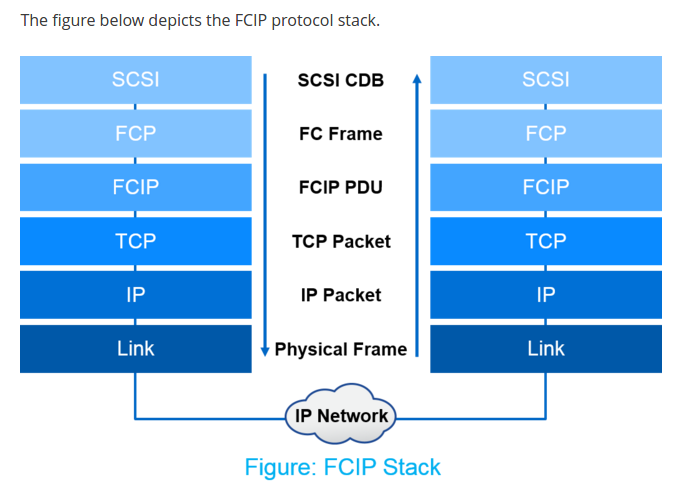 The figure below depicts the FCIP protocol stack.
SCSI SCSI CDB SCSI
FCP FC Frame FCP
FCIP FCIP PDU FCIP
TCP TCP Packet TCP
IP IP Packet IP
Link Physical Frame Link
IP Network
Figure: FCIP Stack